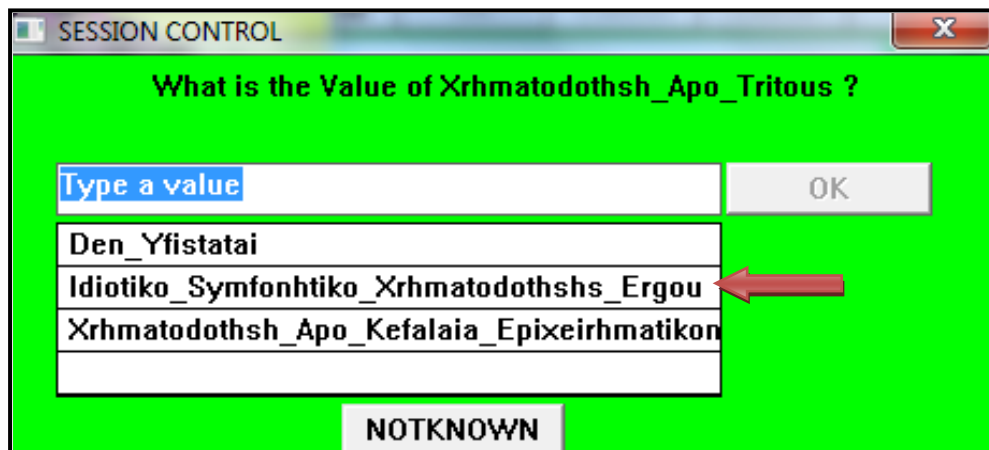 SESSION CONTROL
What is the Value of Xrhmatodothsh_Apo_Tritous ?
Type a value
OK
Den_Yfistatai
Idiotiko_Symfonhtiko_Xrhmatodothshs_Ergou
Xrhmatodothsh_Apo_Kefalaia_Epixeirhmatikon
NOTKNOWN